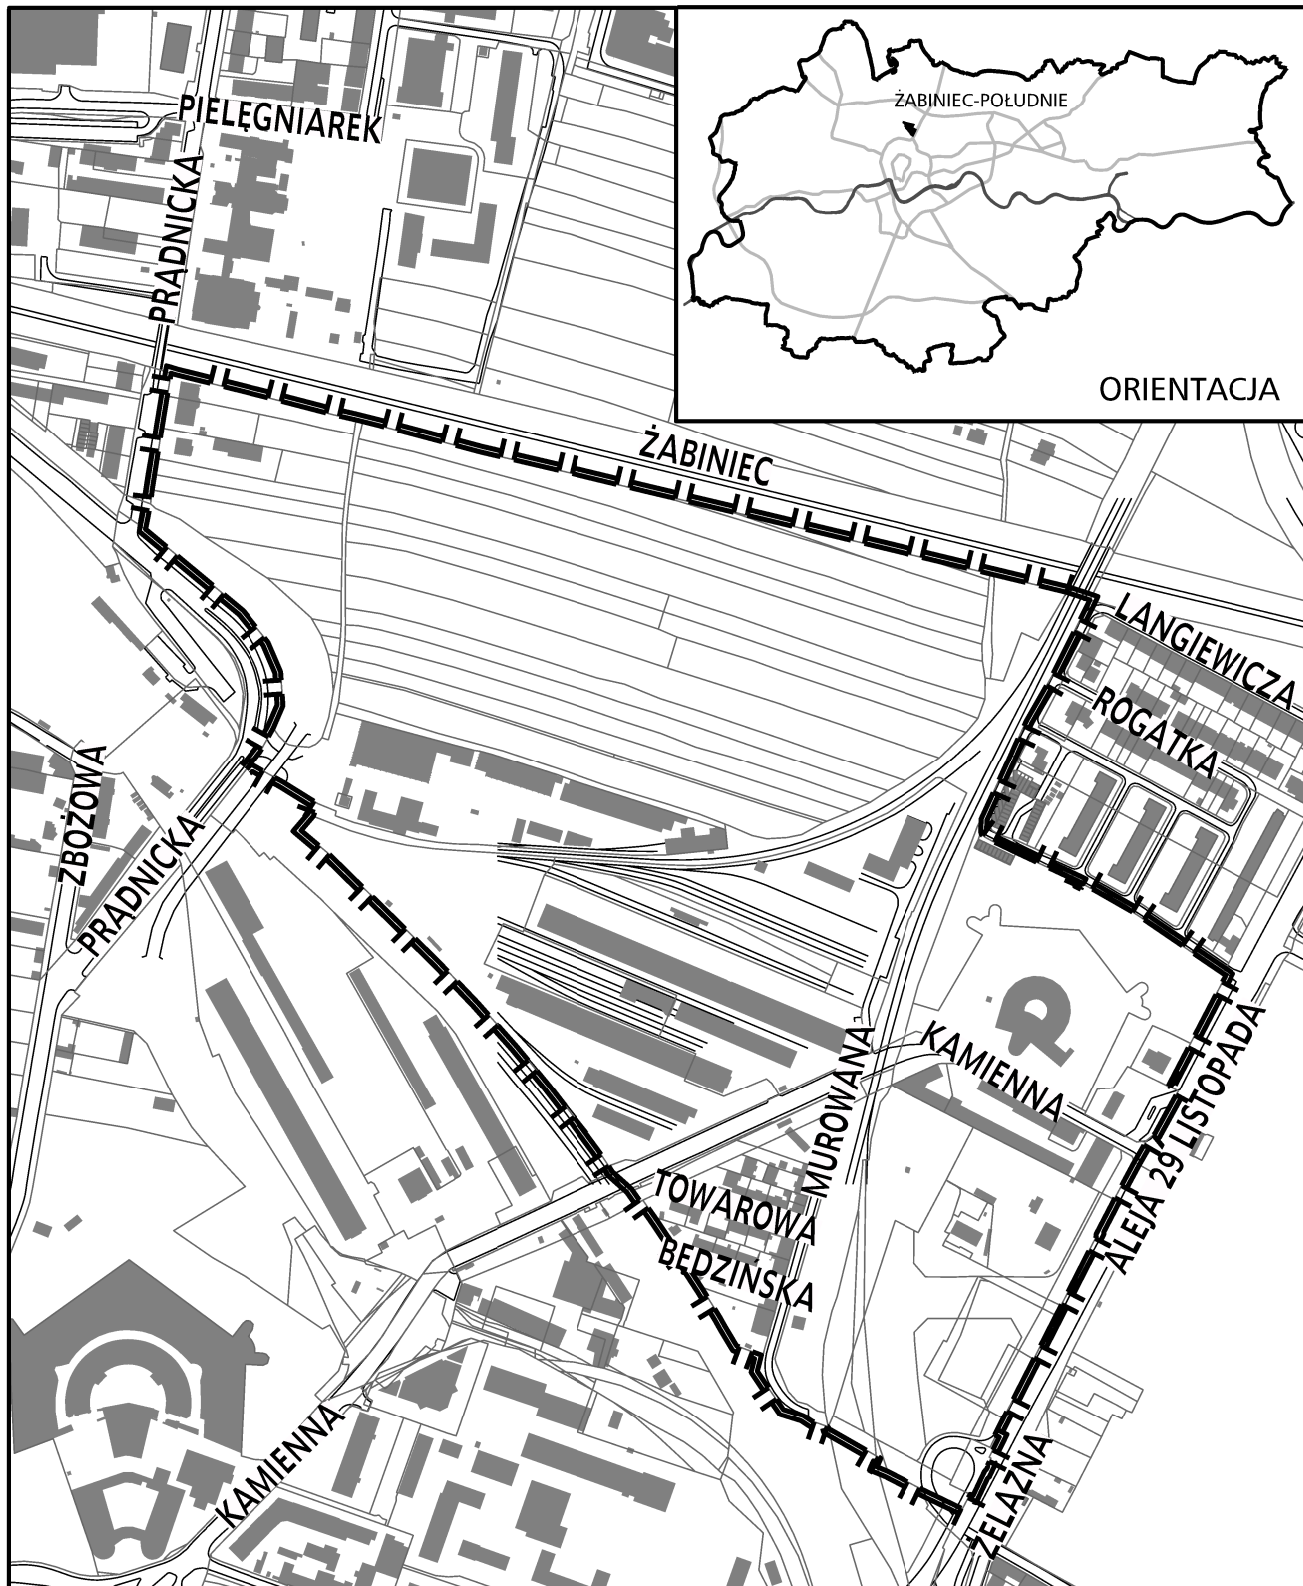 ŻABINIEC-POŁUDNIE
ORIENTACJA
PIELĘGNIAREK
PRĄDNICKA
ŻABINIEC
LANGIEWICZA
ROGATKA
ZBOŻOWA
PRĄDNICKA
KAMIENNA
MUROWANA
ALEJA 29 LISTOPADA
TOWAROWA
BĘDZIŃSKA
KAMIENNA
ŻELAZNA